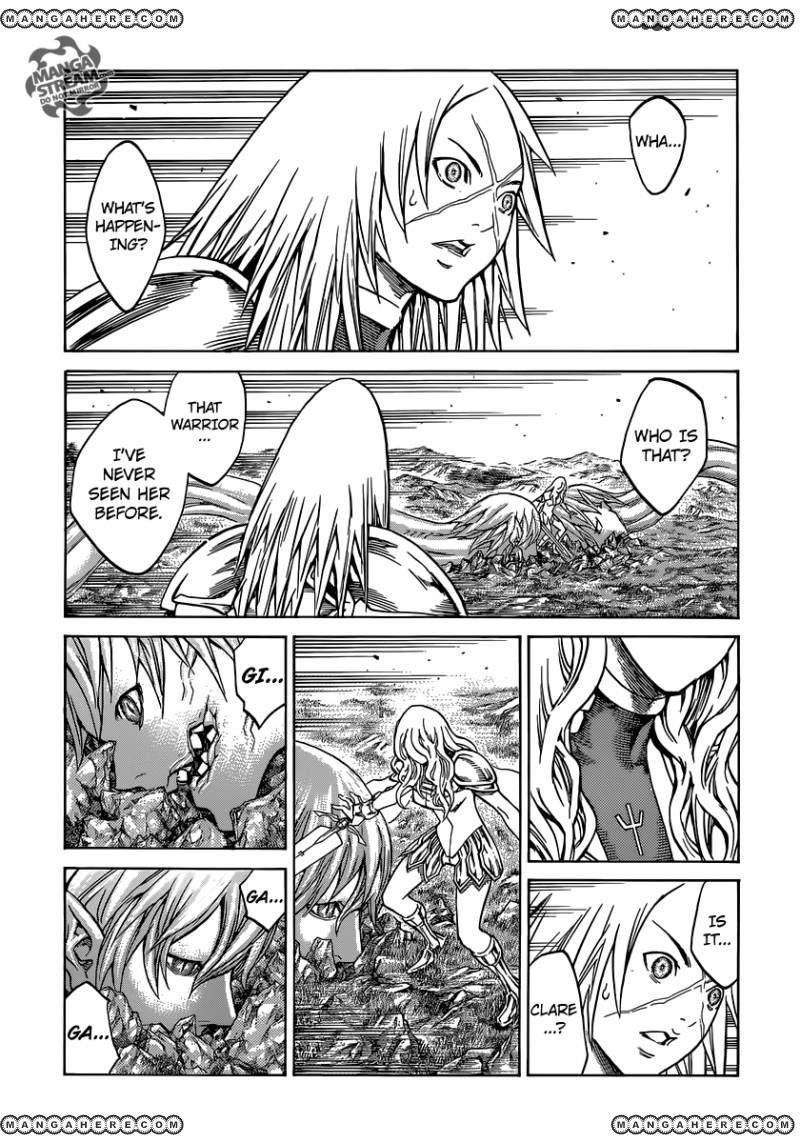 MANGAHERE.COM
MANGAHERE.COM
MANGA
STREAM.COM
DO NOT MIRROR
WHA...
WHAT'S
HAPPEN-
ING?
WHO IS
THAT?
THAT
WARRIOR
...
I'VE
NEVER
SEEN HER
BEFORE.
GI...
GA...
GA...
IS
IT...
CLARE
...?
MANGAHERE.COM
MANGAHERE.COM